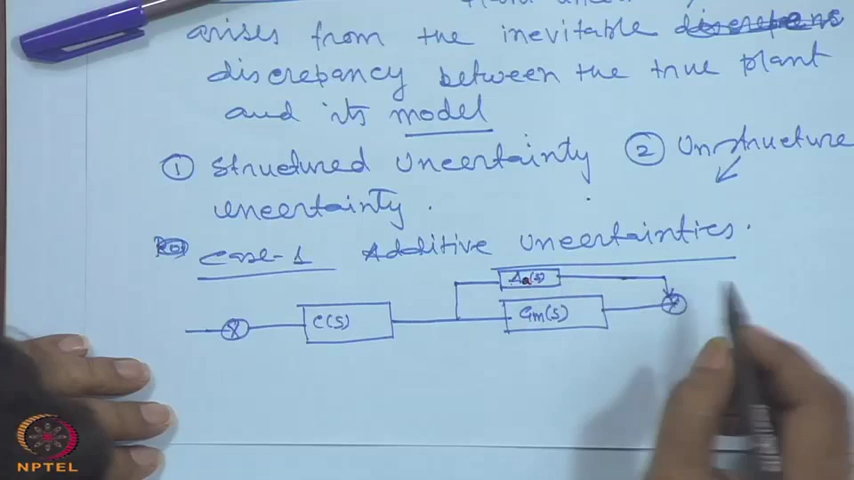 arises from the inevitable
discrepancy between the true plant
and its model
① Structured Uncertainty ② Unstructure
uncertainty.
Case-1 Additive Uncertainties.
Δa(s)
C(s) Gm(s)
NPTEL